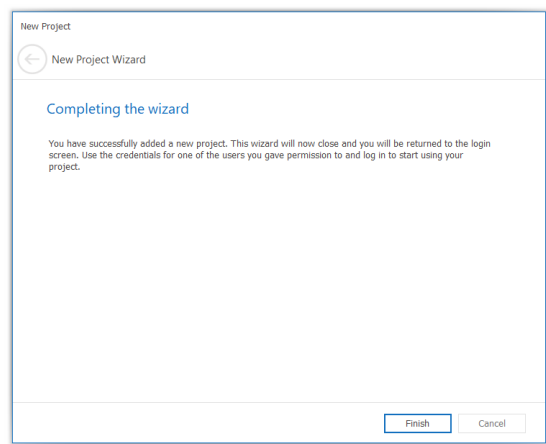 New Project
New Project Wizard
Completing the wizard
You have successfully added a new project. This wizard will now close and you will be returned to the login
screen. Use the credentials for one of the users you gave permission to and log in to start using your
project.
Finish
Cancel